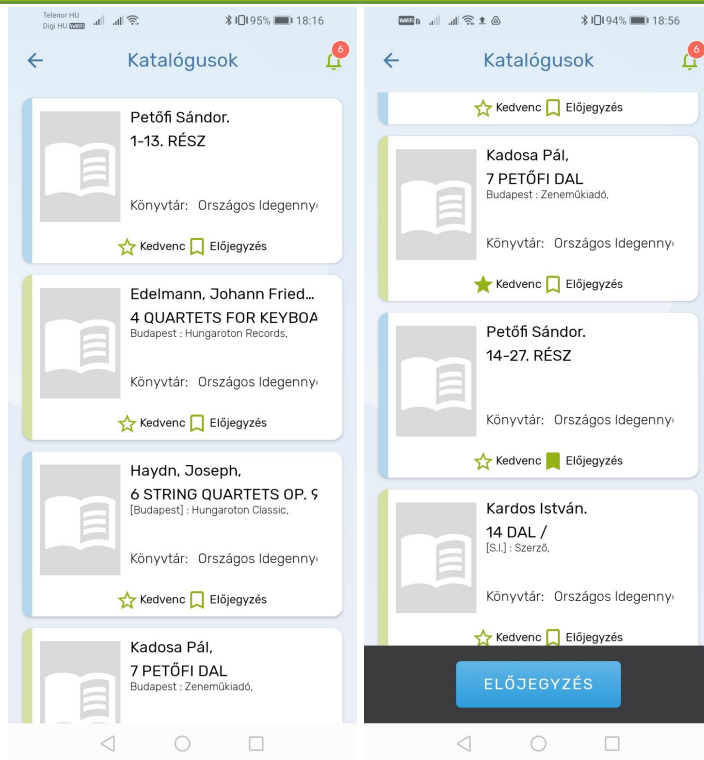 Telenor HU
Digi HU VoWiFi
95% 18:16
Katalógusok
6
Petőfi Sándor.
1-13. RÉSZ
Könyvtár: Országos Idegenny
Kedvenc Előjegyzés
Edelmann, Johann Fried...
4 QUARTETS FOR KEYBOA
Budapest : Hungaroton Records,
Könyvtár: Országos Idegenny
Kedvenc Előjegyzés
Haydn, Joseph,
6 STRING QUARTETS OP. 9
[Budapest] : Hungaroton Classic,
Könyvtár: Országos Idegenny
Kedvenc Előjegyzés
Kadosa Pál,
7 PETŐFI DAL
Budapest : Zeneműkiadó,
94% 18:56
Katalógusok
6
Kedvenc Előjegyzés
Kadosa Pál,
7 PETŐFI DAL
Budapest : Zeneműkiadó,
Könyvtár: Országos Idegenny
Kedvenc Előjegyzés
Petőfi Sándor.
14-27. RÉSZ
Könyvtár: Országos Idegenny
Kedvenc Előjegyzés
Kardos István.
14 DAL /
[S.l.] : Szerző,
Könyvtár: Országos Idegenny
Kedvenc Előjegyzés
ELŐJEGYZÉS